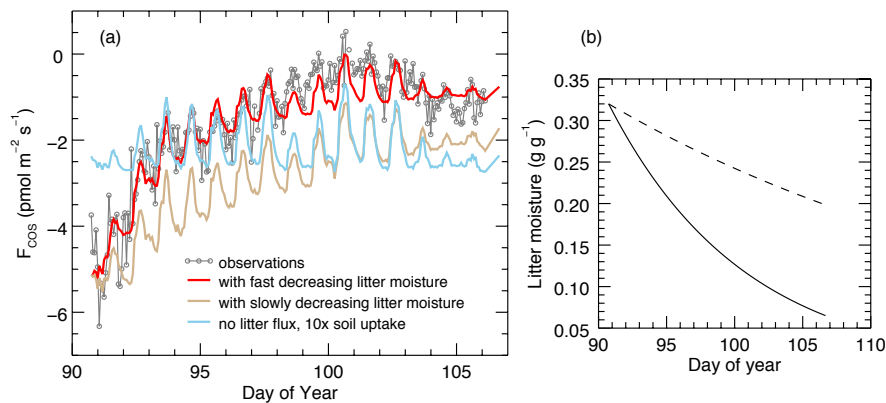 (a)
0
−2
−4
−6
F_COS (pmol m⁻² s⁻¹)
observations
with fast decreasing litter moisture
with slowly decreasing litter moisture
no litter flux, 10x soil uptake
90 95 100 105
Day of Year
(b)
0.35
0.30
0.25
0.20
0.15
0.10
0.05
Litter moisture (g g⁻¹)
90 95 100 105 110
Day of year